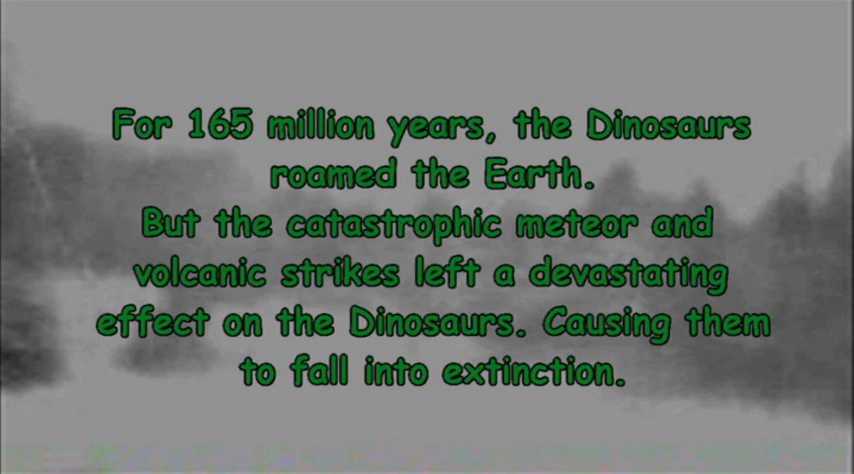 For 165 million years, the Dinosaurs
roamed the Earth.
But the catastrophic meteor and
volcanic strikes left a devastating
effect on the Dinosaurs. Causing them
to fall into extinction.